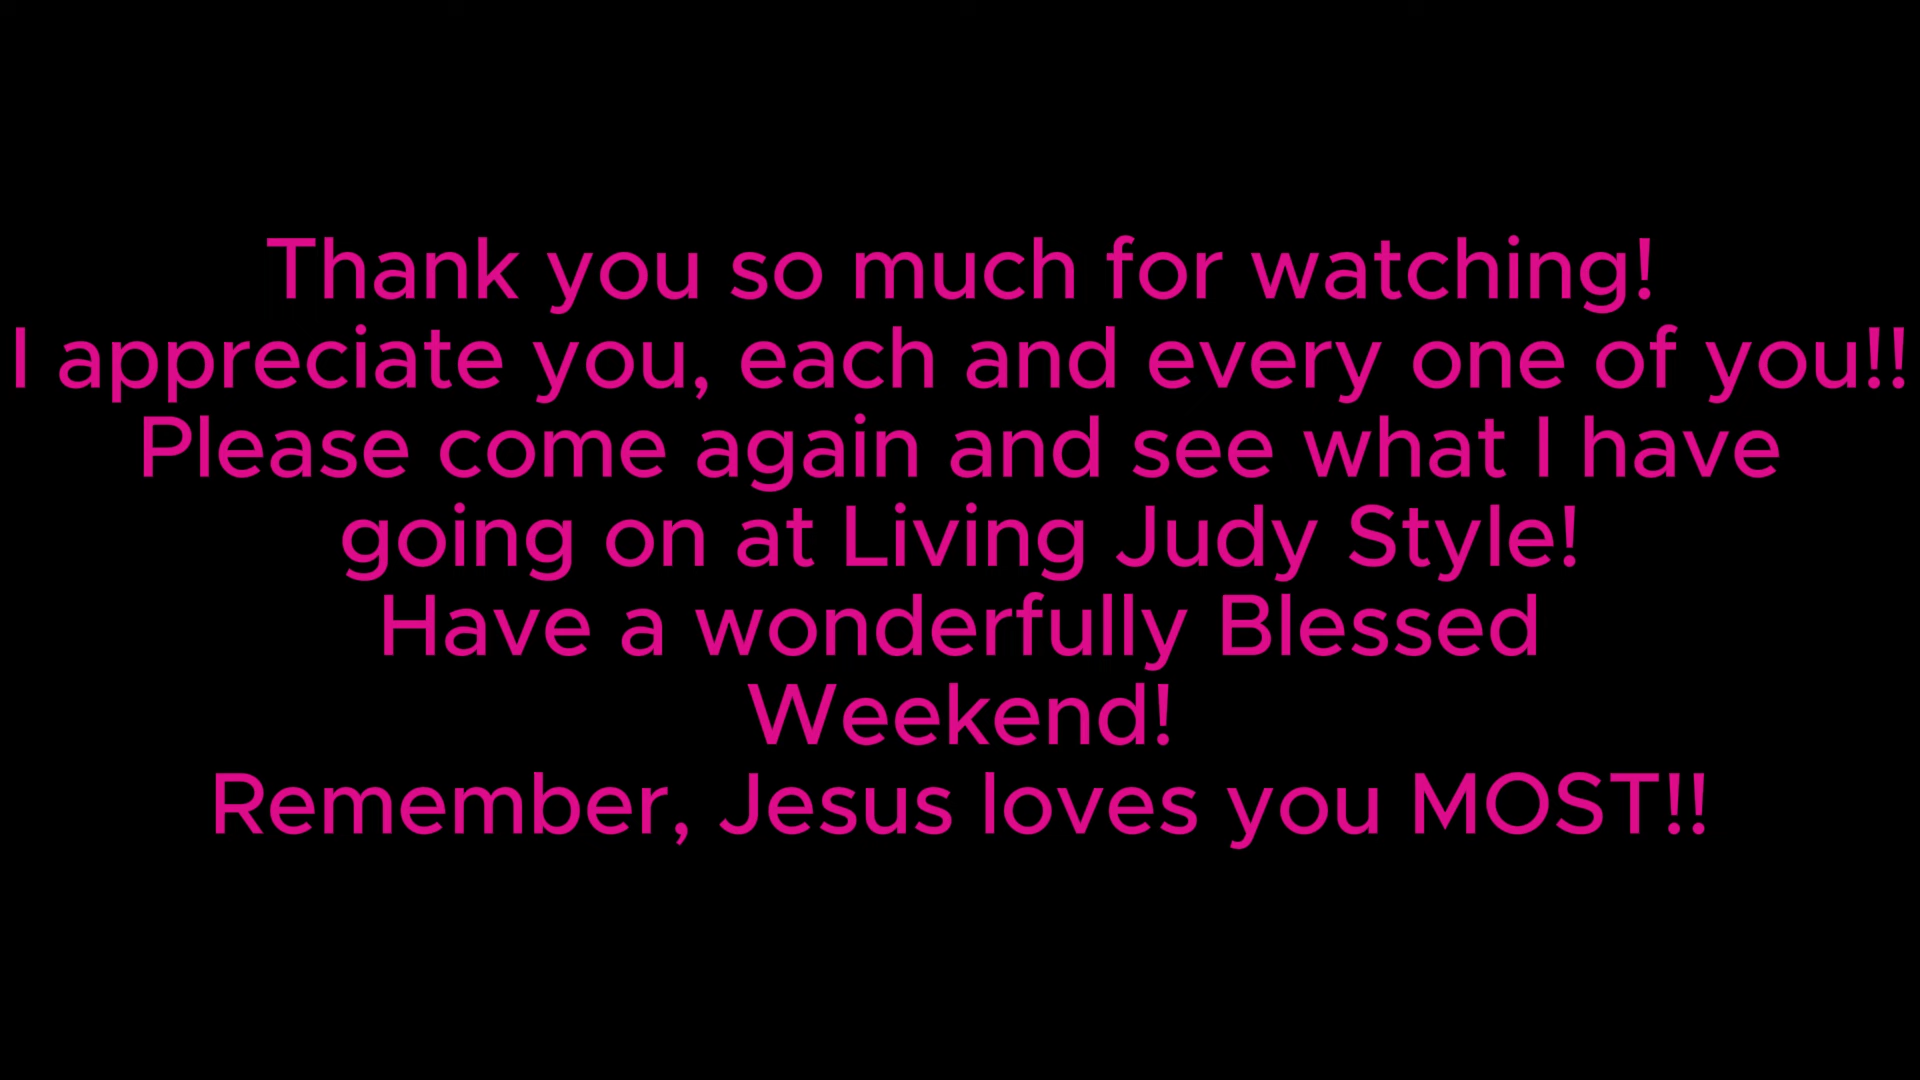 Thank you so much for watching!
I appreciate you, each and every one of you!!
Please come again and see what I have
going on at Living Judy Style!
Have a wonderfully Blessed
Weekend!
Remember, Jesus loves you MOST!!